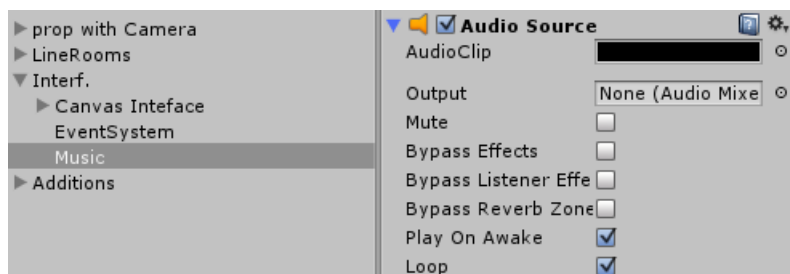 prop with Camera
LineRooms
Interf.
Canvas Inteface
EventSystem
Music
Additions
Audio Source
AudioClip
Output None (Audio Mixe
Mute
Bypass Effects
Bypass Listener Effe
Bypass Reverb Zone
Play On Awake
Loop